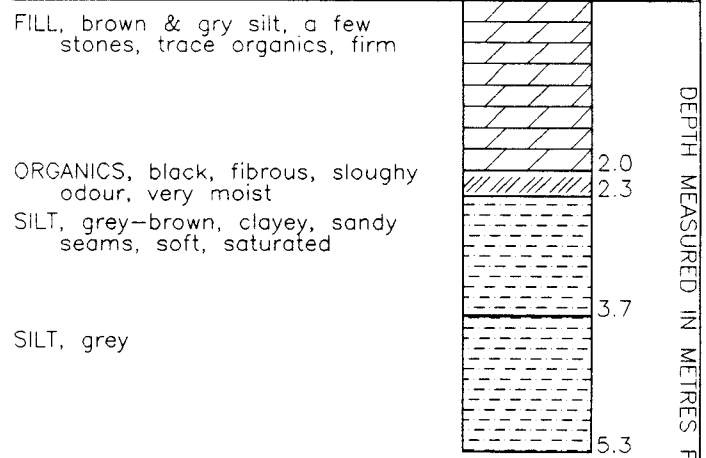 FILL, brown & gry silt, a few
stones, trace organics, firm
2.0
ORGANICS, black, fibrous, sloughy
odour, very moist
2.3
SILT, grey-brown, clayey, sandy
seams, soft, saturated
3.7
SILT, grey
5.3
DEPTH MEASURED IN METRES